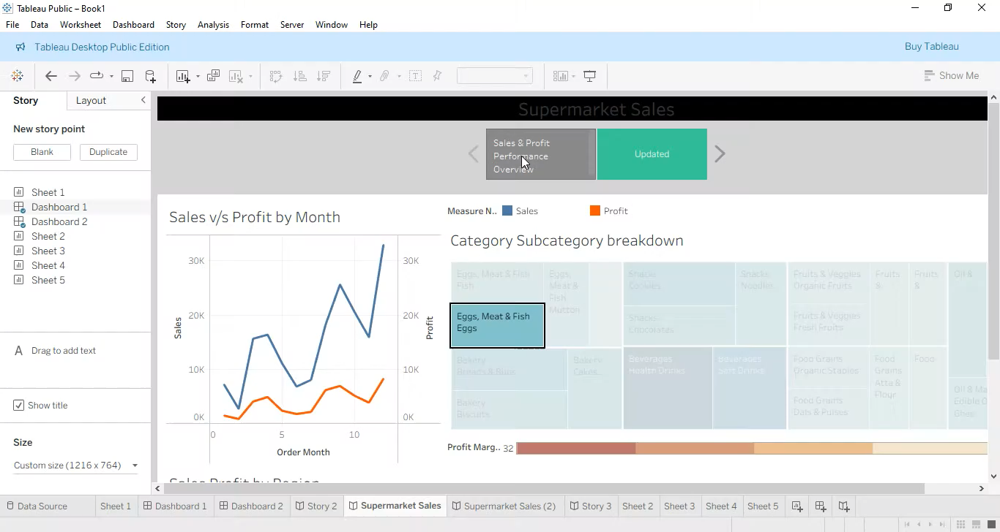 Tableau Public – Book1
File Data Worksheet Dashboard Story Analysis Format Server Window Help
Tableau Desktop Public Edition
Buy Tableau
Show Me
Story
Layout
New story point
Blank
Duplicate
Sheet 1
Dashboard 1
Dashboard 2
Sheet 2
Sheet 3
Sheet 4
Sheet 5
A Drag to add text
Show title
Size
Custom size (1216 x 764)
Supermarket Sales
Sales & Profit
Performance
Overview
Updated
Sales v/s Profit by Month
30K
20K
10K
0K
Sales
30K
20K
10K
0K
Profit
0
5
10
Order Month
Measure N.. Sales Profit
Category Subcategory breakdown
Eggs, Meat & Fish
Fish
Eggs,
Meat &
Fish
Mutton
Eggs, Meat & Fish
Eggs
Bakery
Breads & Buns
Bakery
Cakes
Bakery
Biscuits
Snacks
Cookies
Snacks
Noodles
Snacks
Chocolates
Beverages
Health Drinks
Beverages
Soft Drinks
Fruits & Veggies
Organic Fruits
Fruits
&
Fruits
&
Fruits & Veggies
Fresh Fruits
Food Grains
Organic Staples
Food
Grains
Atta &
Flour
Food
Food Grains
Dals & Pulses
Oil &
Oil & Ma
Edible O
Ghee
Profit Marg.. 32
Sales Profit by Region
Data Source
Sheet 1
Dashboard 1
Dashboard 2
Story 2
Supermarket Sales
Supermarket Sales (2)
Story 3
Sheet 2
Sheet 3
Sheet 4
Sheet 5